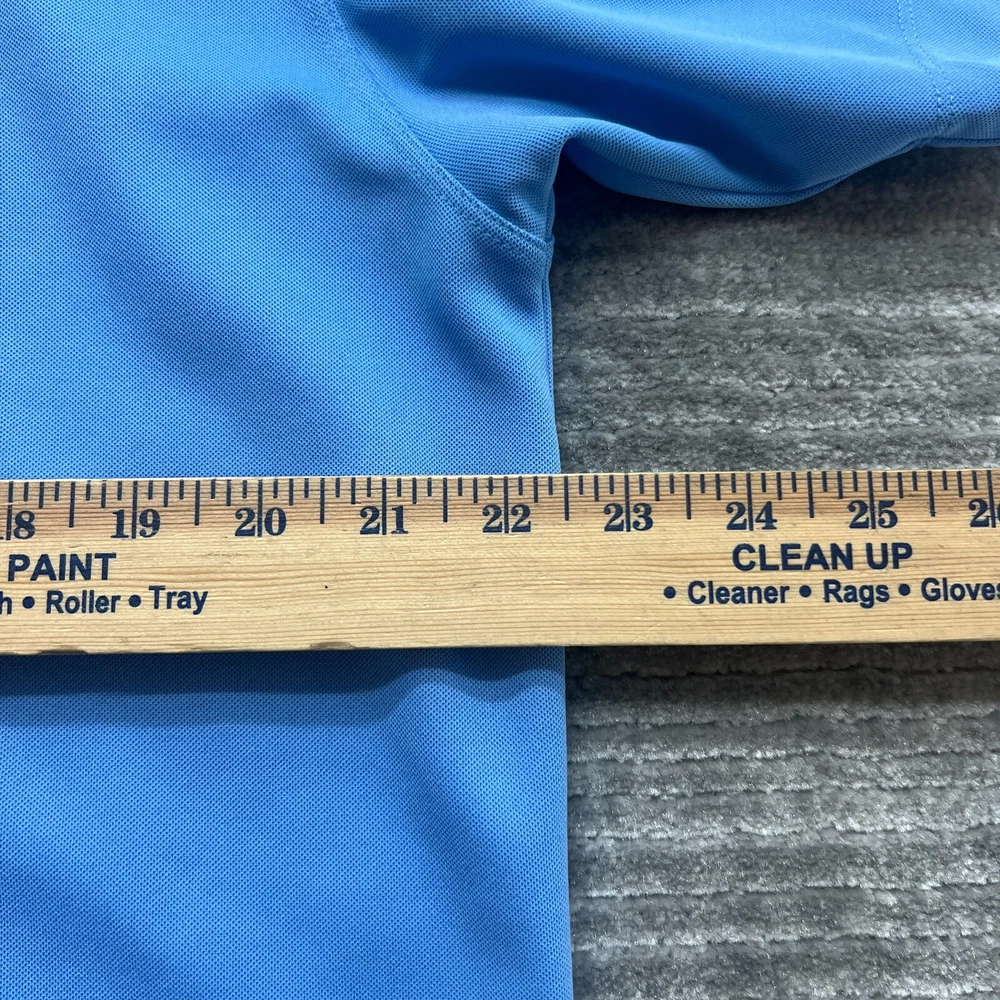 18 19 20 21 22 23 24 25
PAINT CLEAN UP
• Roller • Tray • Cleaner • Rags • Gloves